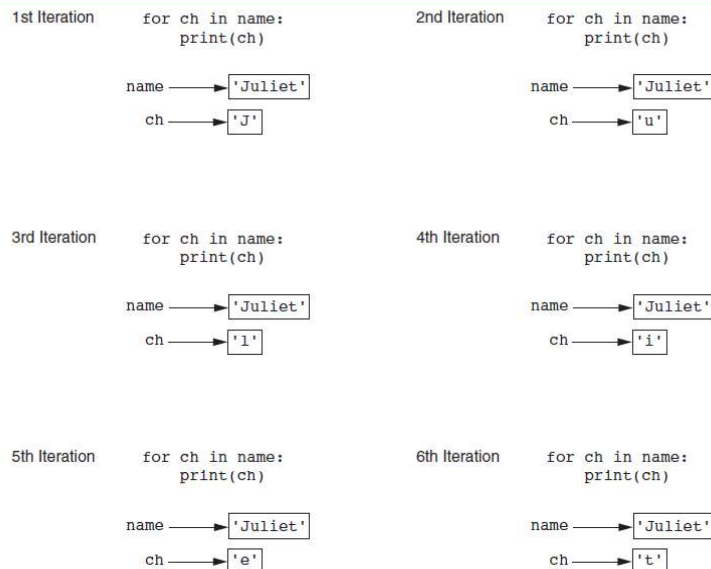 1st Iteration for ch in name:
print(ch)
name 'Juliet'
ch 'J'
2nd Iteration for ch in name:
print(ch)
name 'Juliet'
ch 'u'
3rd Iteration for ch in name:
print(ch)
name 'Juliet'
ch 'l'
4th Iteration for ch in name:
print(ch)
name 'Juliet'
ch 'i'
5th Iteration for ch in name:
print(ch)
name 'Juliet'
ch 'e'
6th Iteration for ch in name:
print(ch)
name 'Juliet'
ch 't'